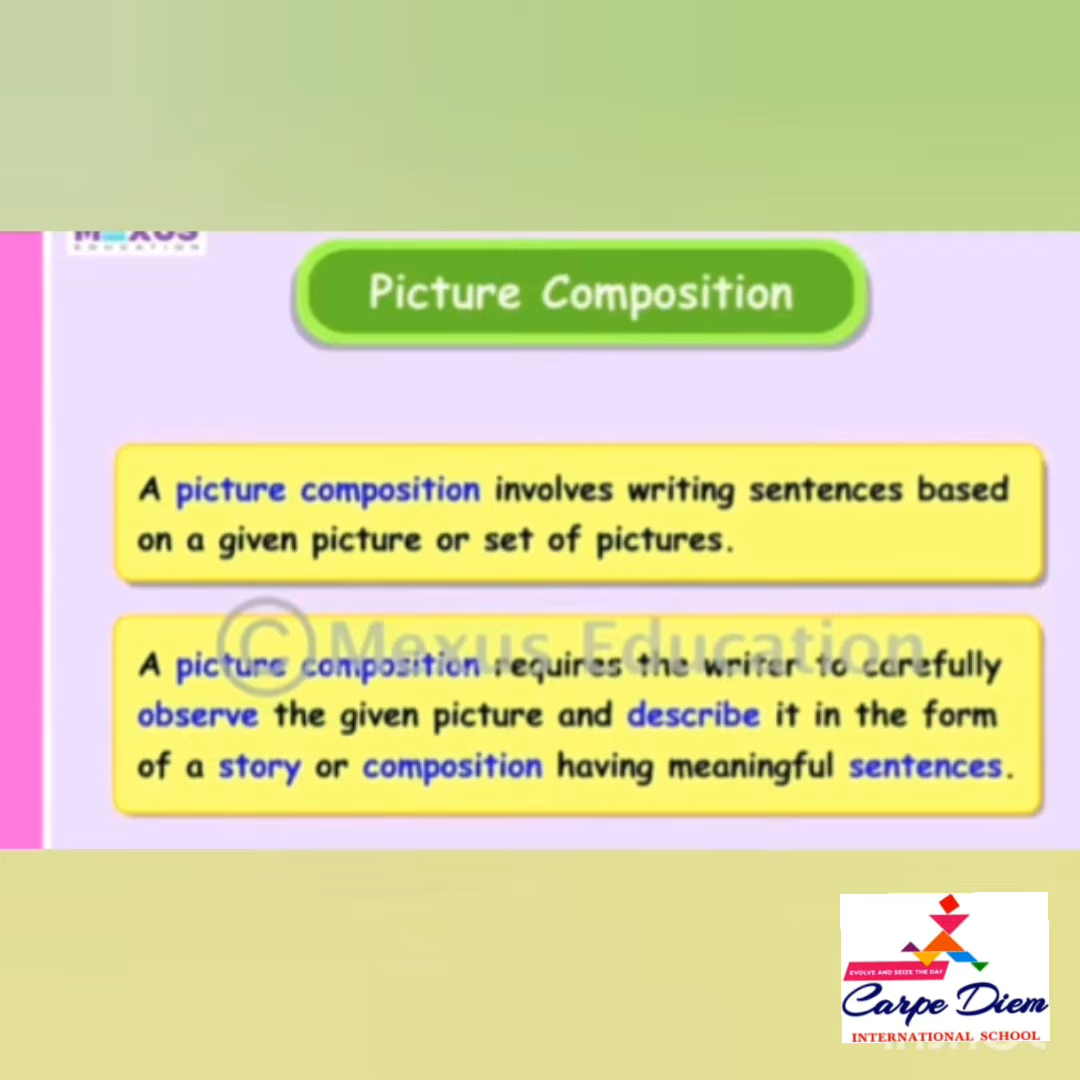 MEXUS
EDUCATION
Picture Composition
A picture composition involves writing sentences based
on a given picture or set of pictures.
© Mexus Education
A picture composition requires the writer to carefully
observe the given picture and describe it in the form
of a story or composition having meaningful sentences.
EVOLVE AND SEIZE THE DAY
Carpe Diem
INTERNATIONAL SCHOOL